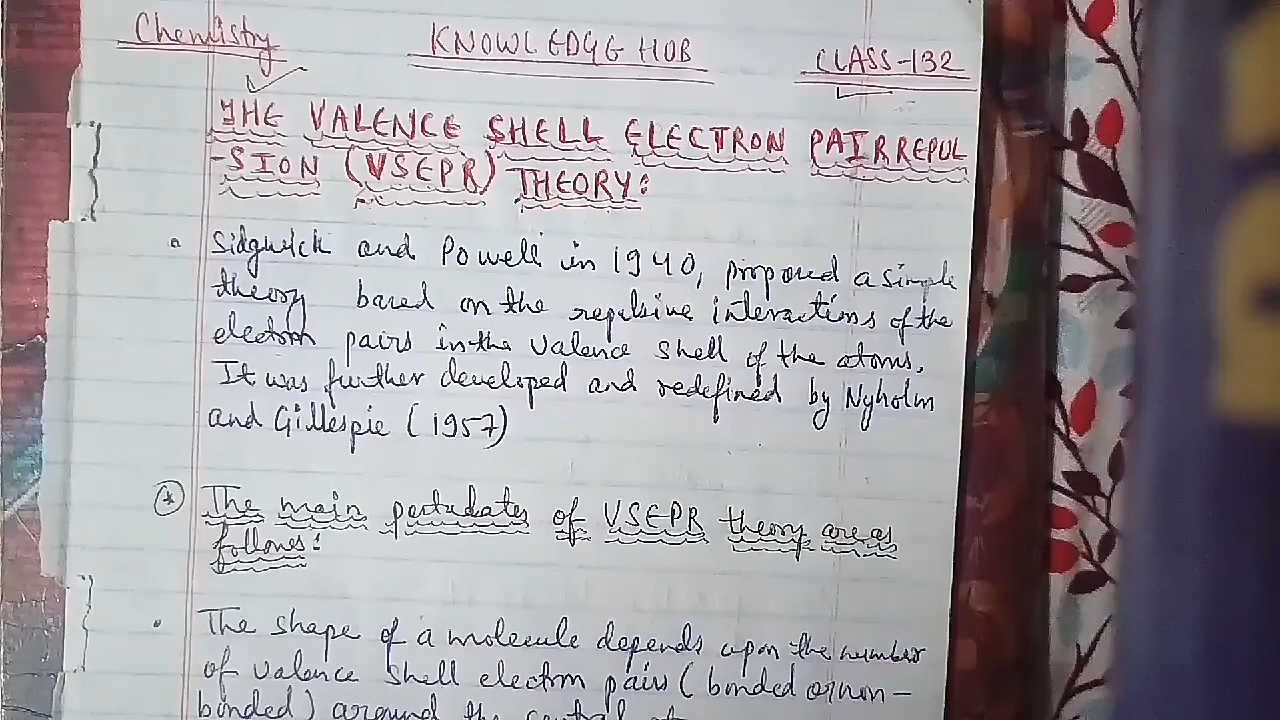 Chemistry KNOWLEDGE HUB CLASS-132
THE VALENCE SHELL ELECTRON PAIR REPUL
-SION (VSEPR) THEORY:
Sidgwick and Powell in 1940, proposed a simple
theory based on the repulsive interactions of the
electron pairs in the valence shell of the atoms.
It was further developed and redefined by Nyholm
and Gillespie (1957)
The main postulates of VSEPR theory are as
follows:
The shape of a molecule depends upon the number
of valence shell electron pairs (bonded or non-
bonded) around the central